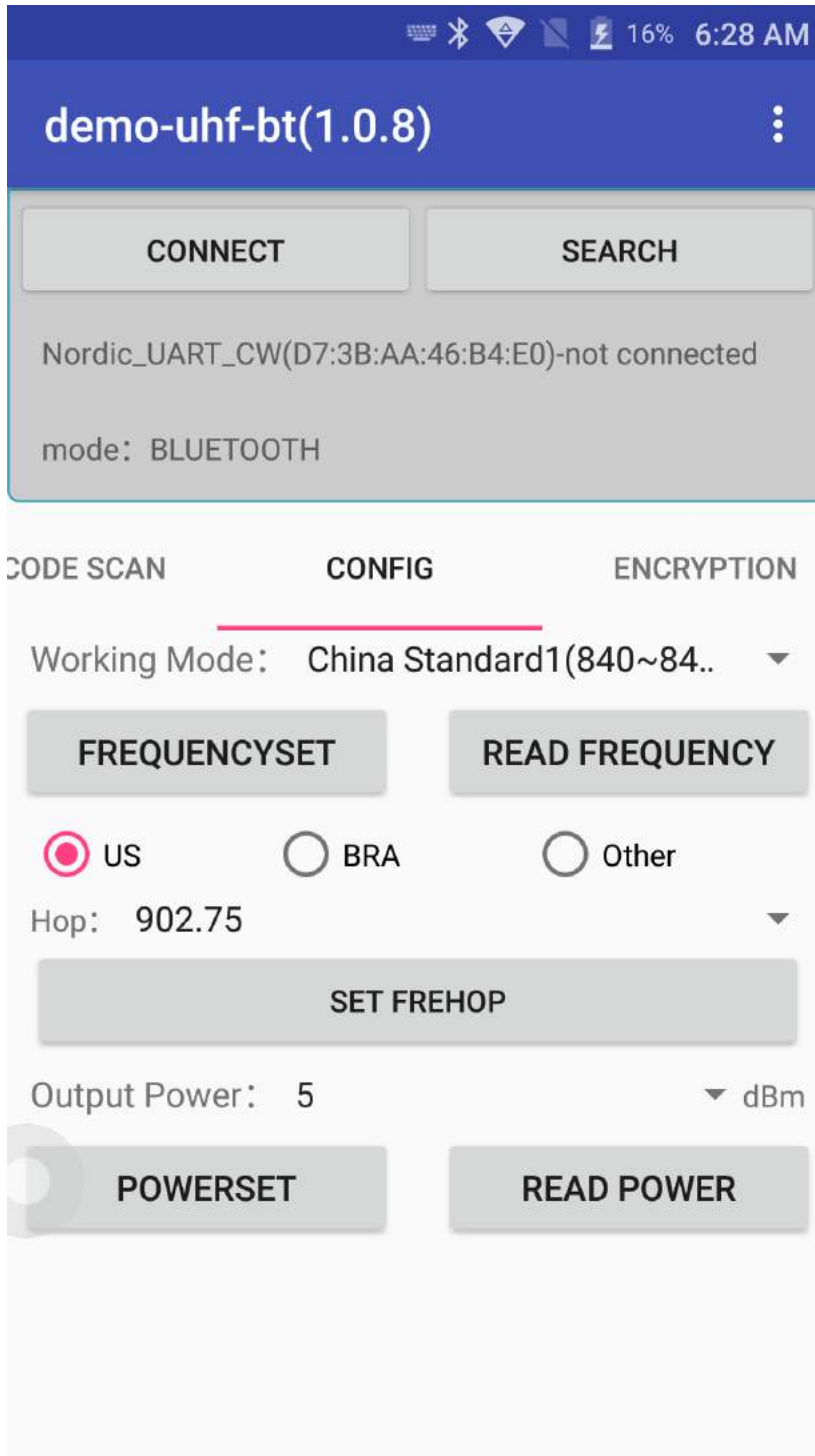 16% 6:28 AM
demo-uhf-bt(1.0.8)
CONNECT SEARCH
Nordic_UART_CW(D7:3B:AA:46:B4:E0)-not connected
mode：BLUETOOTH
CODE SCAN CONFIG ENCRYPTION
Working Mode： China Standard1(840~84..
FREQUENCYSET READ FREQUENCY
US BRA Other
Hop： 902.75
SET FREHOP
Output Power： 5 dBm
POWERSET READ POWER